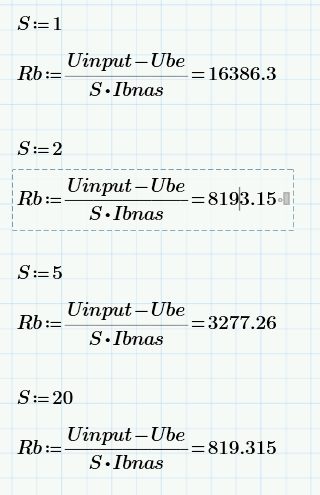 S:=1
Rb:= Uinput−Ube
S•Ibnas
=16386.3
S:=2
Rb:= Uinput−Ube
S•Ibnas
=8193.15
S:=5
Rb:= Uinput−Ube
S•Ibnas
=3277.26
S:=20
Rb:= Uinput−Ube
S•Ibnas
=819.315